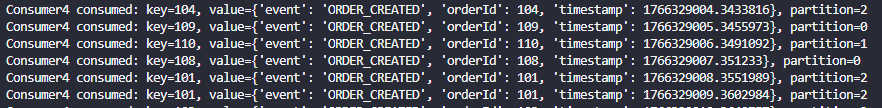 Consumer4 consumed: key=104, value={'event': 'ORDER_CREATED', 'orderId': 104, 'timestamp': 1766329004.3433816}, partition=2
Consumer4 consumed: key=109, value={'event': 'ORDER_CREATED', 'orderId': 109, 'timestamp': 1766329005.3455973}, partition=0
Consumer4 consumed: key=110, value={'event': 'ORDER_CREATED', 'orderId': 110, 'timestamp': 1766329006.3491092}, partition=1
Consumer4 consumed: key=108, value={'event': 'ORDER_CREATED', 'orderId': 108, 'timestamp': 1766329007.351233}, partition=0
Consumer4 consumed: key=101, value={'event': 'ORDER_CREATED', 'orderId': 101, 'timestamp': 1766329008.3551989}, partition=2
Consumer4 consumed: key=101, value={'event': 'ORDER_CREATED', 'orderId': 101, 'timestamp': 1766329009.3602984}, partition=2